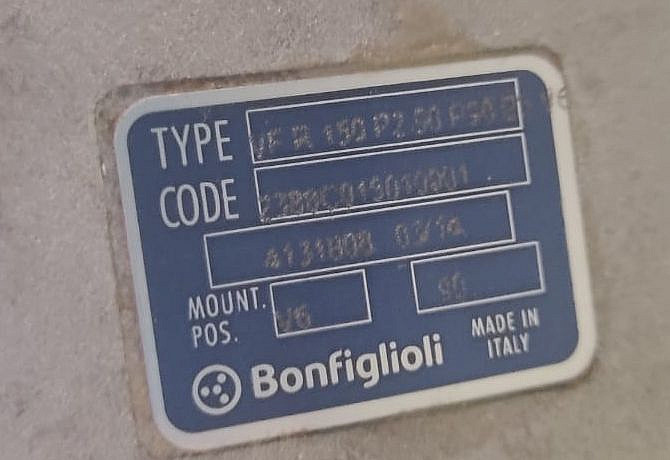 TYPE VF R 150 P2 50 P90 B5 V6
CODE
4131808 03/14
MOUNT. POS. V6 90
Bonfiglioli
MADE IN ITALY